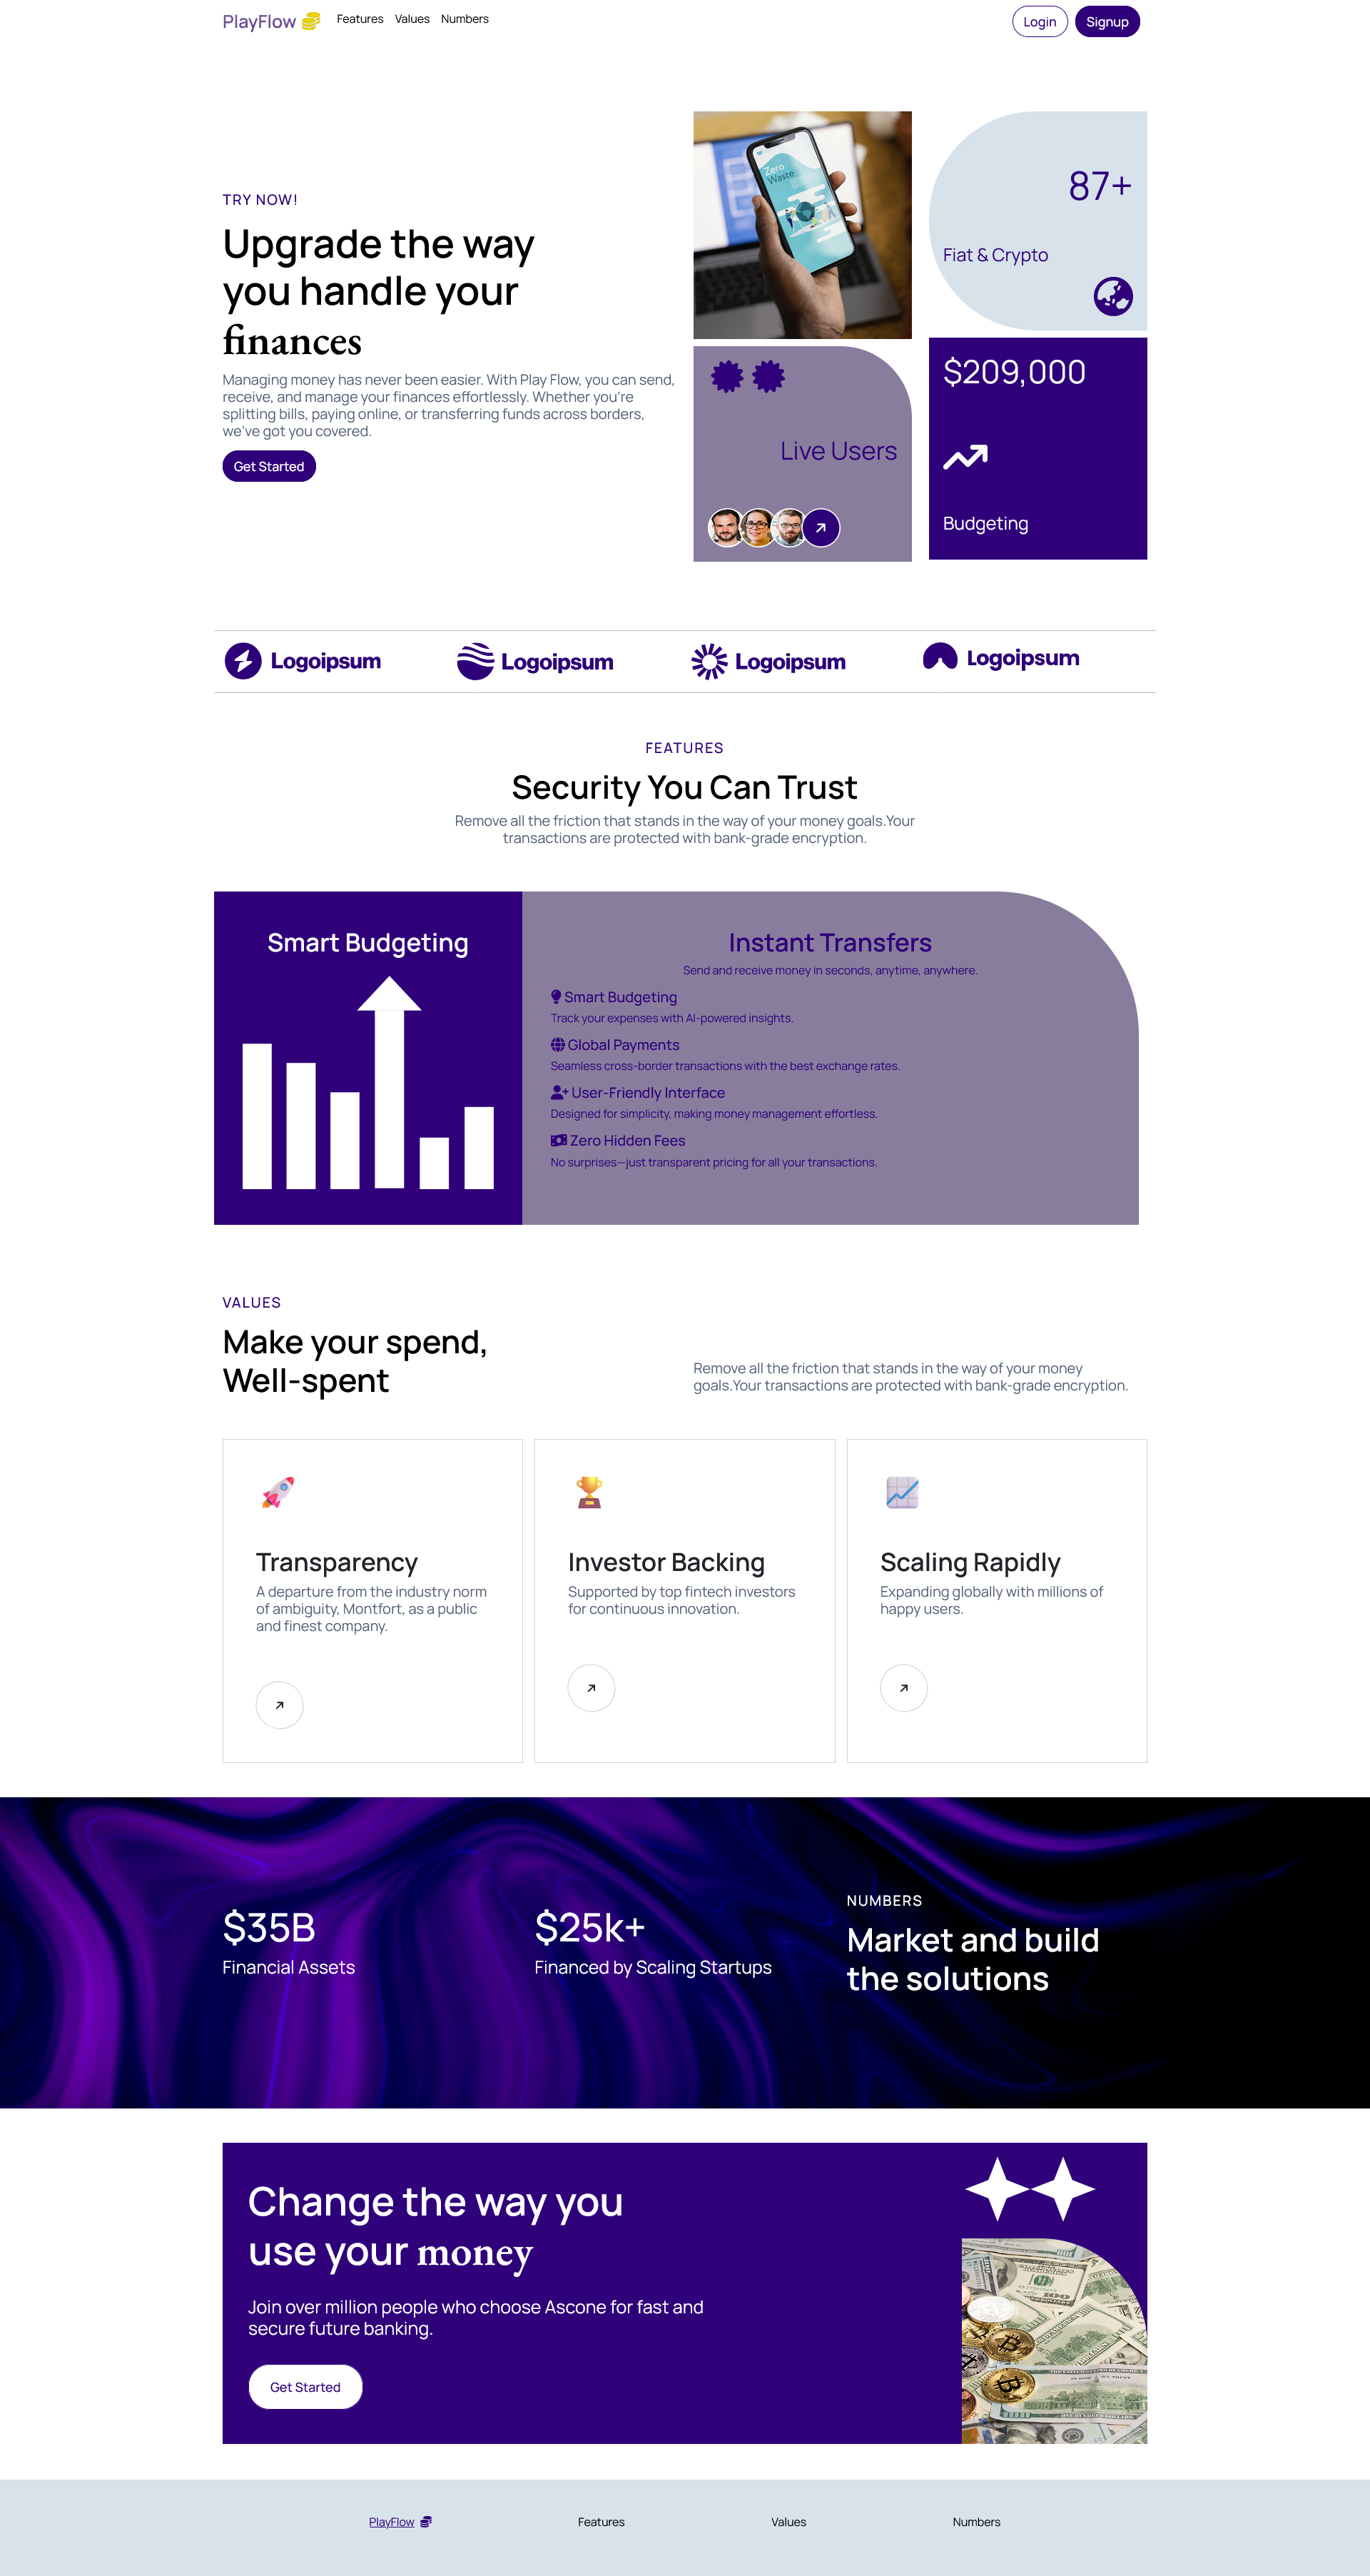 PlayFlow
Features
Values
Numbers
Login
Signup
TRY NOW!
Upgrade the way
you handle your
finances
Managing money has never been easier. With Play Flow, you can send,
receive, and manage your finances effortlessly. Whether you're
splitting bills, paying online, or transferring funds across borders,
we've got you covered.
Get Started
Zero
Waste
87+
Fiat & Crypto
Live Users
$209,000
Budgeting
Logoipsum
Logoipsum
Logoipsum
Logoipsum
FEATURES
Security You Can Trust
Remove all the friction that stands in the way of your money goals.Your
transactions are protected with bank-grade encryption.
Smart Budgeting
Instant Transfers
Send and receive money in seconds, anytime, anywhere.
Smart Budgeting
Track your expenses with AI-powered insights.
Global Payments
Seamless cross-border transactions with the best exchange rates.
User-Friendly Interface
Designed for simplicity, making money management effortless.
Zero Hidden Fees
No surprises—just transparent pricing for all your transactions.
VALUES
Make your spend,
Well-spent
Remove all the friction that stands in the way of your money
goals.Your transactions are protected with bank-grade encryption.
Transparency
A departure from the industry norm
of ambiguity, Montfort, as a public
and finest company.
Investor Backing
Supported by top fintech investors
for continuous innovation.
Scaling Rapidly
Expanding globally with millions of
happy users.
$35B
Financial Assets
$25k+
Financed by Scaling Startups
NUMBERS
Market and build
the solutions
Change the way you
use your money
Join over million people who choose Ascone for fast and
secure future banking.
Get Started
100
PlayFlow
Features
Values
Numbers